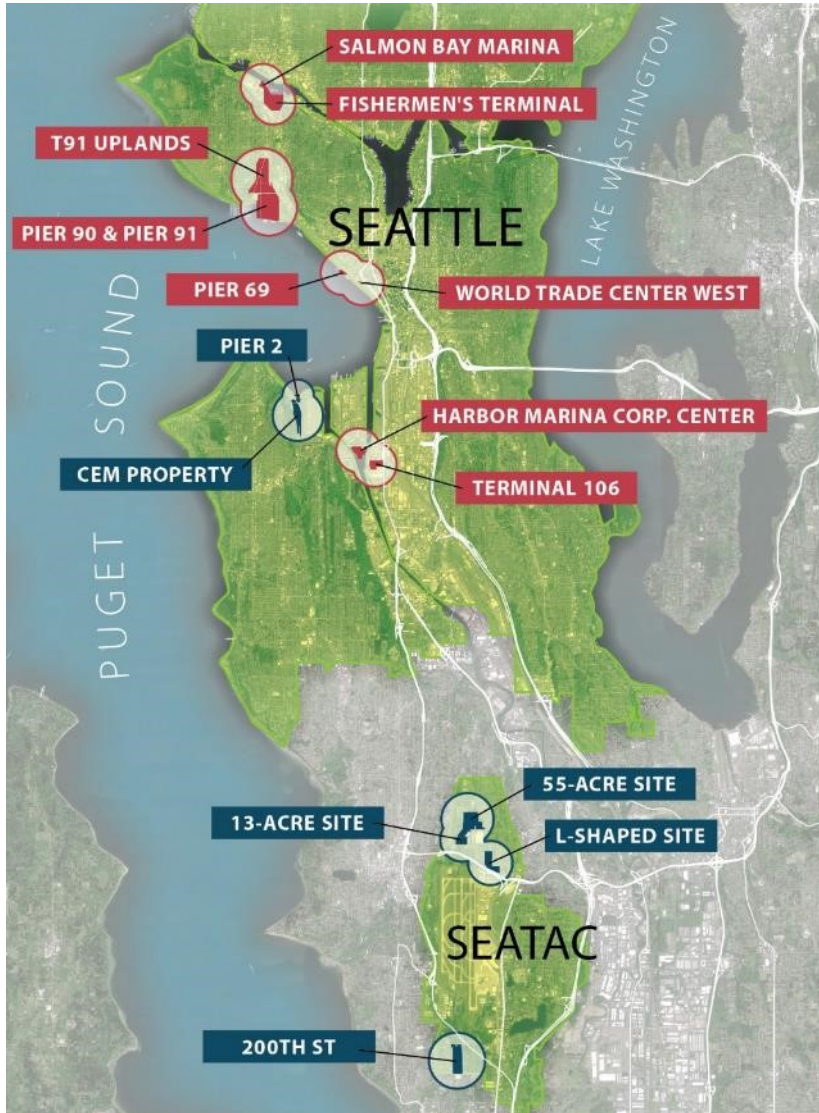 SALMON BAY MARINA
FISHERMEN'S TERMINAL
T91 UPLANDS
PIER 90 & PIER 91
SEATTLE
LAKE WASHINGTON
PIER 69
WORLD TRADE CENTER WEST
PUGET SOUND
PIER 2
HARBOR MARINA CORP. CENTER
CEM PROPERTY
TERMINAL 106
55-ACRE SITE
13-ACRE SITE
L-SHAPED SITE
SEATAC
200TH ST